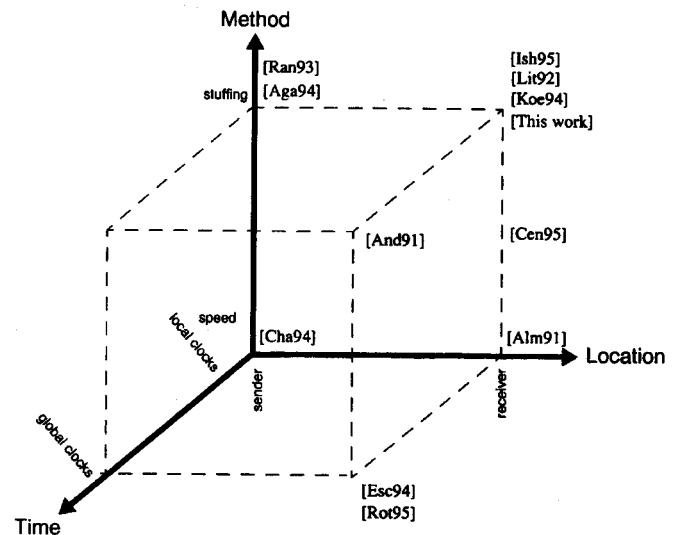 Method
[Ran93]
stuffing [Aga94]
[Ish95]
[Lit92]
[Koe94]
[This work]
[And91]
[Cen95]
speed
local clocks
[Cha94]
[Alm91]
Location
sender
receiver
global clocks
[Esc94]
[Rot95]
Time